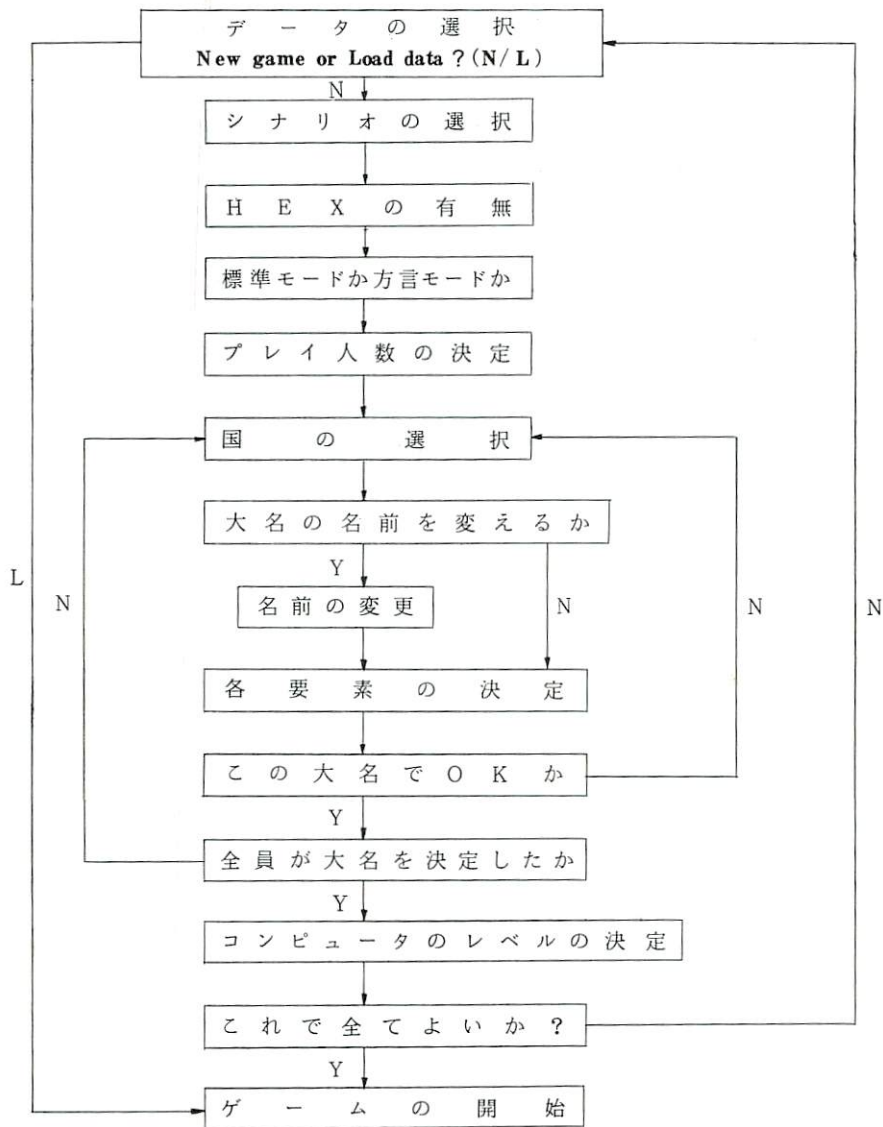 データの選択
New game or Load data ? (N/L)
N
シナリオの選択
HEXの有無
標準モードか方言モードか
プレイ人数の決定
国の選択
大名の名前を変えるか
Y
L
N
名前の変更
N
N
N
各要素の決定
この大名でOKか
Y
全員が大名を決定したか
Y
コンピュータのレベルの決定
これで全てよいか?
Y
ゲームの開始